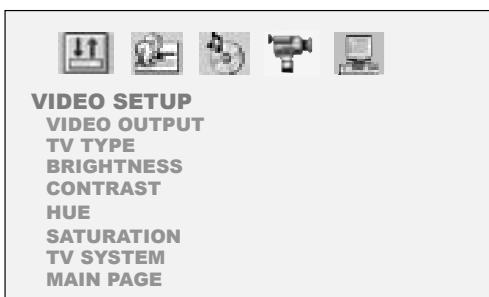 VIDEO SETUP
VIDEO OUTPUT
TV TYPE
BRIGHTNESS
CONTRAST
HUE
SATURATION
TV SYSTEM
MAIN PAGE